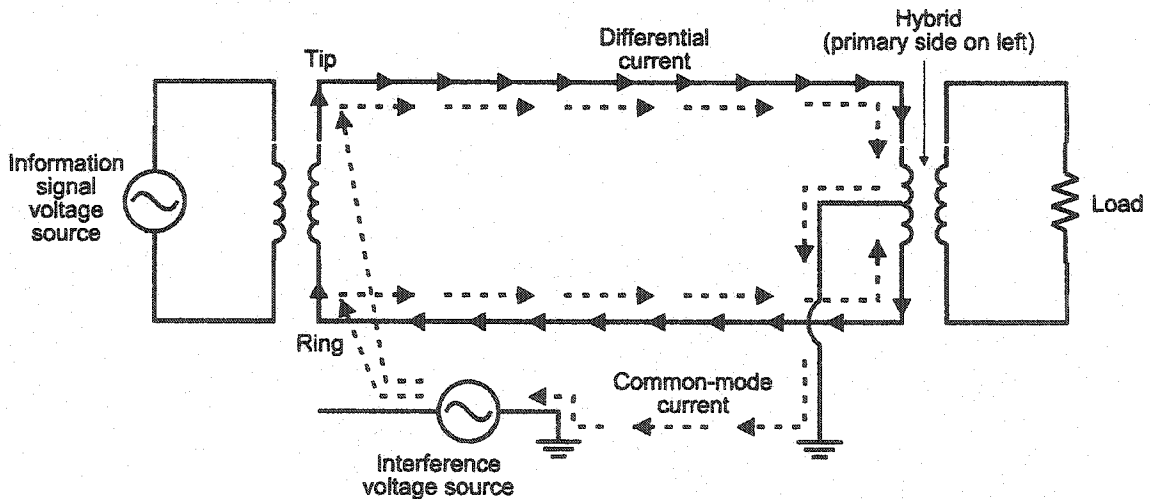 Hybrid
(primary side on left)
Differential
current
Tip
Information
signal
voltage
source
Load
Ring
Common-mode
current
Interference
voltage source